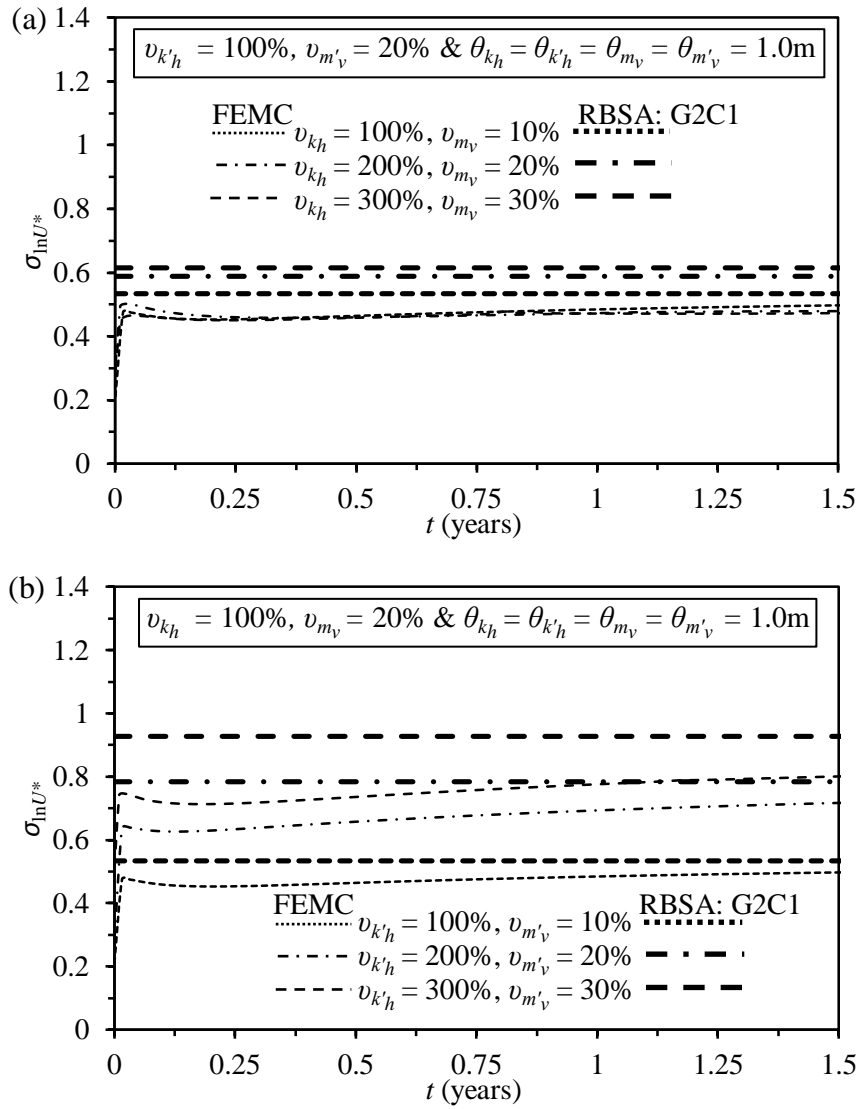 (a)
1.4
υk'h = 100%, υm'v = 20% & θkh = θk'h = θmv = θm'v = 1.0m
1.2
FEMC RBSA: G2C1
1
υkh = 100%, υmv = 10%
υkh = 200%, υmv = 20%
0.8
υkh = 300%, υmv = 30%
σlnU*
0.6
0.4
0.2
0
0 0.25 0.5 0.75 1 1.25 1.5
t (years)
(b)
1.4
υkh = 100%, υmv = 20% & θkh = θk'h = θmv = θm'v = 1.0m
1.2
1
0.8
σlnU*
0.6
0.4
FEMC RBSA: G2C1
υk'h = 100%, υm'v = 10%
0.2
υk'h = 200%, υm'v = 20%
υk'h = 300%, υm'v = 30%
0
0 0.25 0.5 0.75 1 1.25 1.5
t (years)